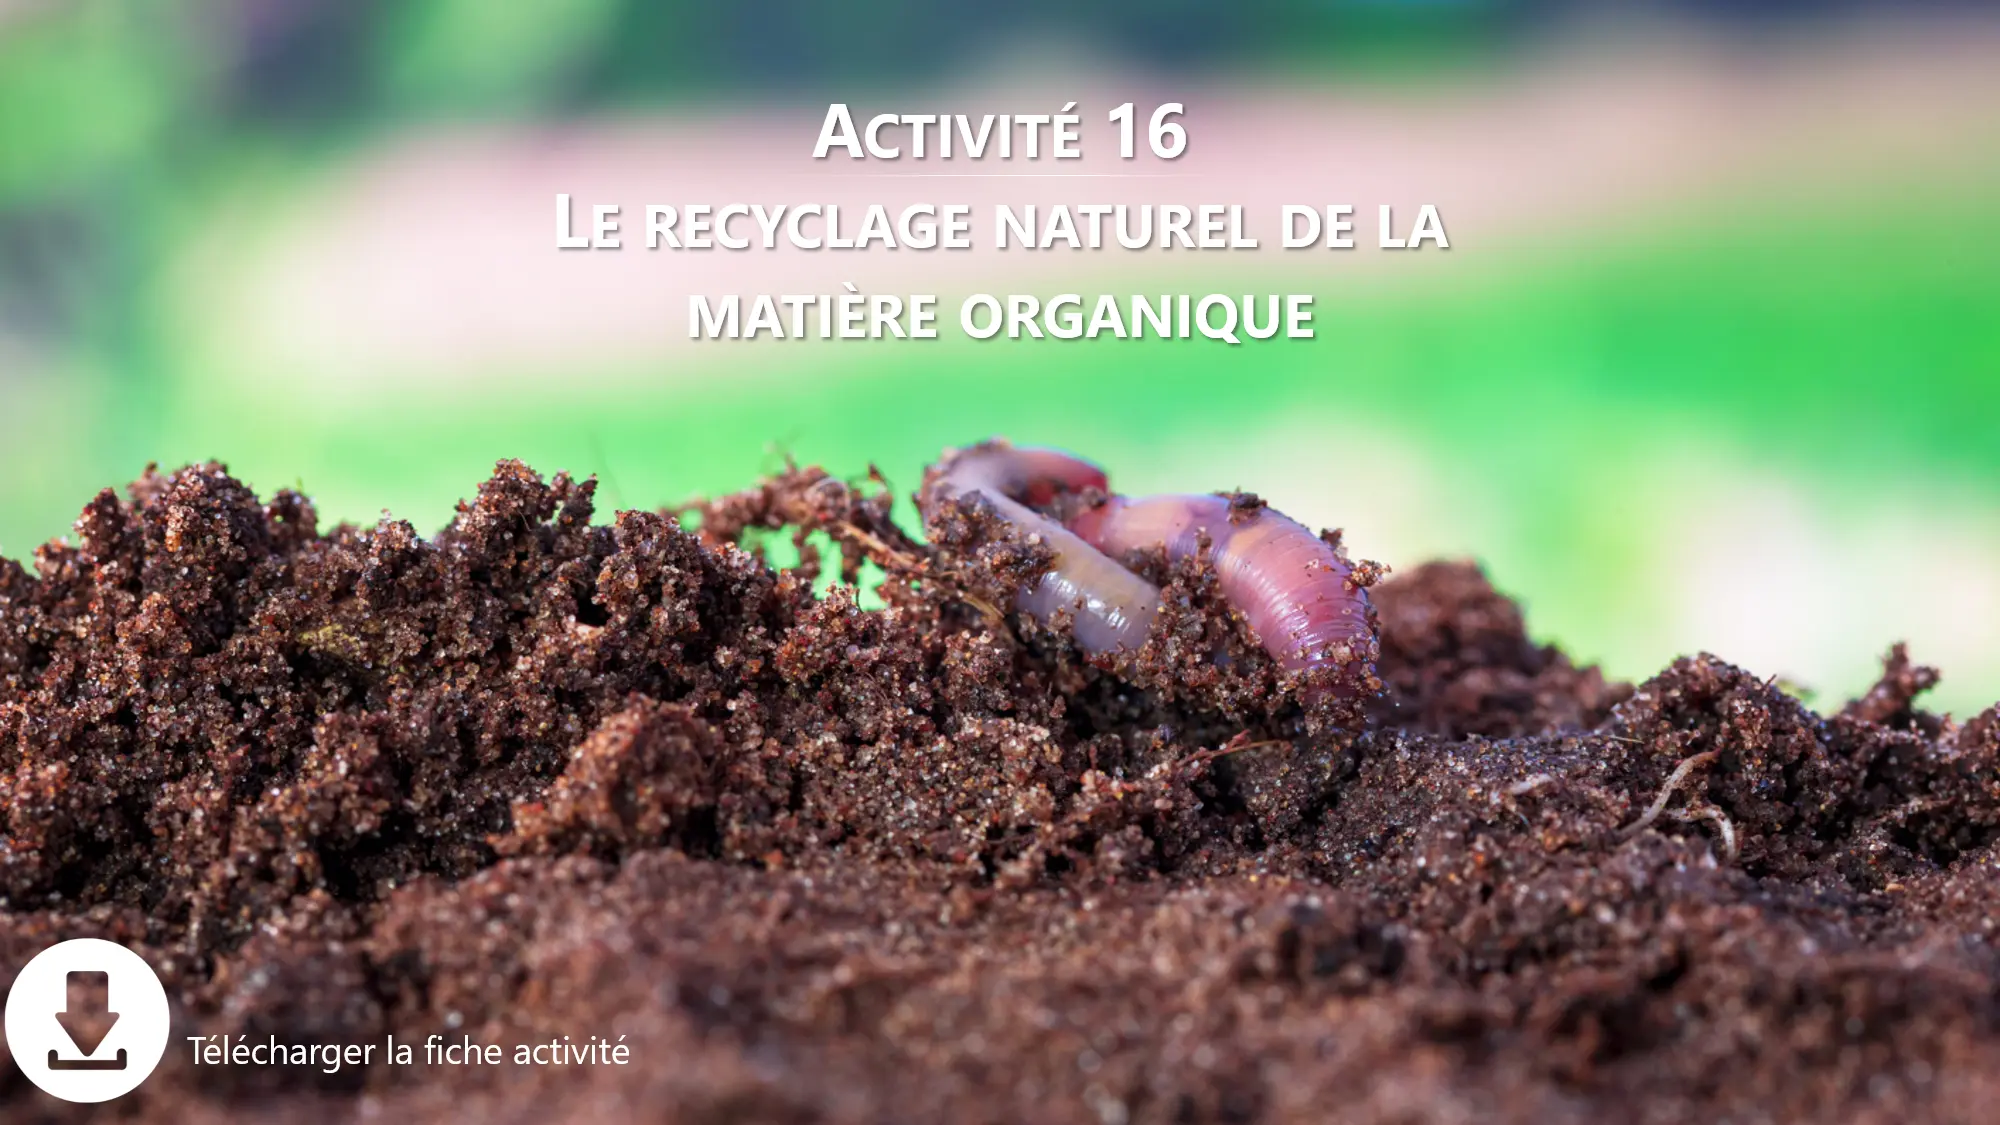 Activité 16
Le recyclage naturel de la
matière organique
Télécharger la fiche activité